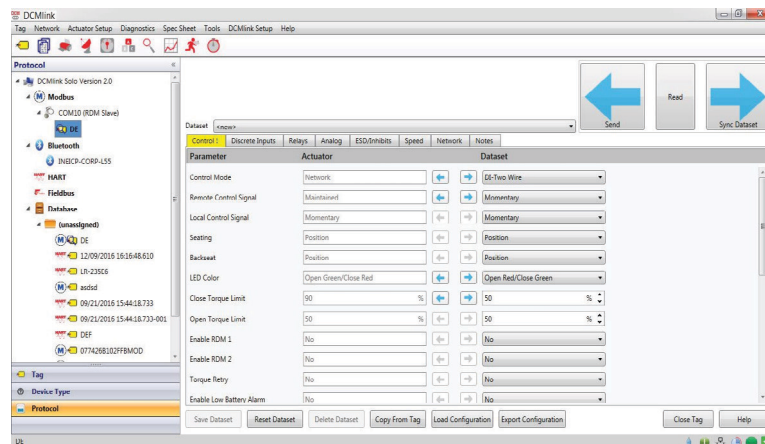 DCMlink
Tag Network Actuator Setup Diagnostics Spec Sheet Tools DCMlink Setup Help
Protocol
DCMlink Solo Version 2.0
Modbus
COM10 (RDM Slave)
DE
Bluetooth
INEICP-CORP-L55
HART
Fieldbus
Database
(unassigned)
DE
12/09/2016 16:16:48.610
LR-235E6
asdsd
09/21/2016 15:44:18.733
09/21/2016 15:44:18.733-001
DEF
077426B102FFBMOD
Tag
Device Type
Protocol
Send
Read
Sync Dataset
Dataset <new>
Control 1 Discrete Inputs Relays Analog ESD/Inhibits Speed Network Notes
Parameter Actuator Dataset
Control Mode Network DI-Two Wire
Remote Control Signal Maintained Momentary
Local Control Signal Momentary Momentary
Seating Position Position
Backseat Position Position
LED Color Open Green/Close Red Open Red/Close Green
Close Torque Limit 90 % 50 %
Open Torque Limit 50 % 50 %
Enable RDM 1 No No
Enable RDM 2 No No
Torque Retry No No
Enable Low Battery Alarm No No
Save Dataset Reset Dataset Delete Dataset Copy From Tag Load Configuration Export Configuration Close Tag Help